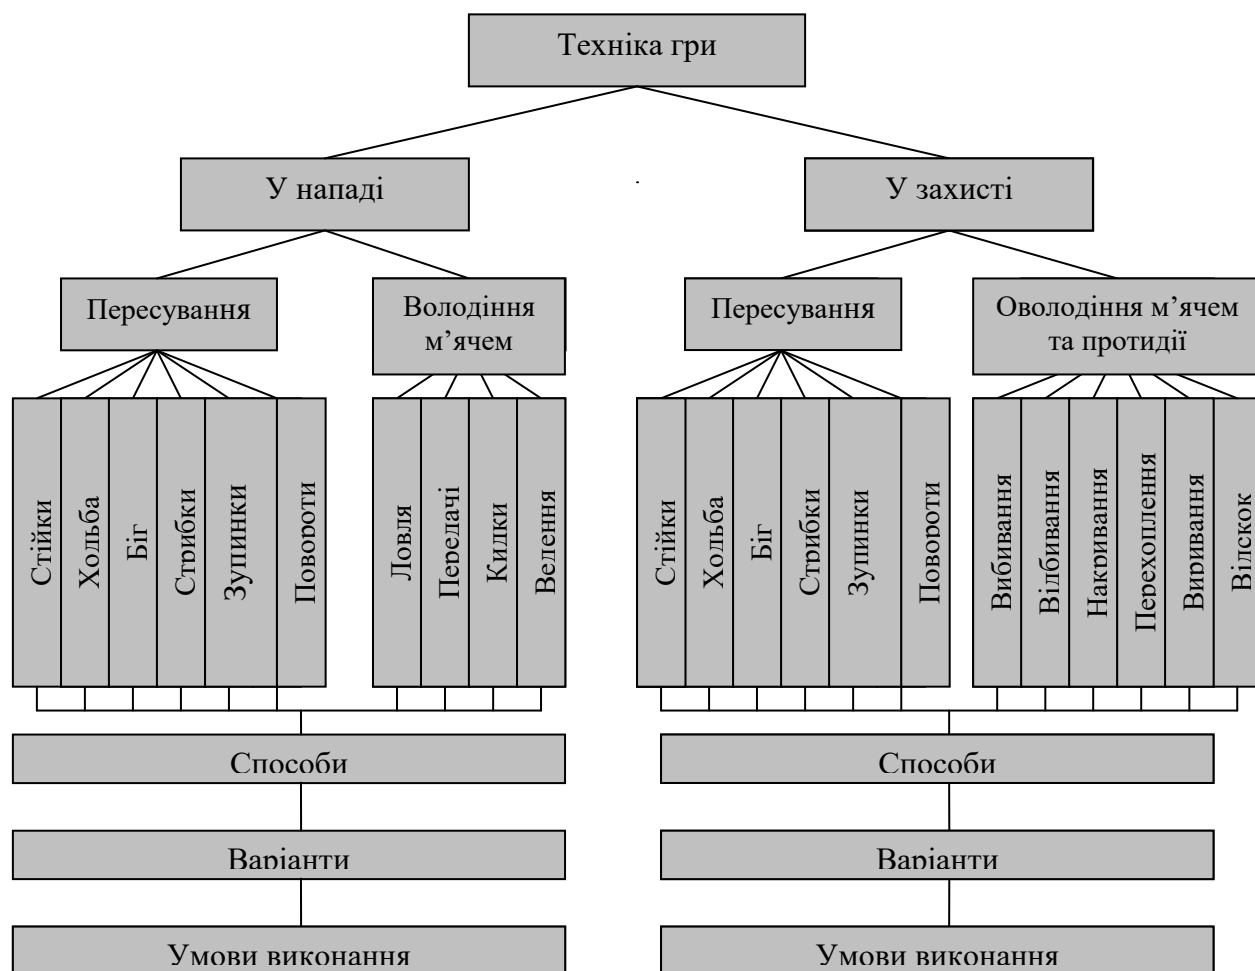 Техніка гри
У нападі
У захисті
Пересування
Володіння
м’ячем
Пересування
Оволодіння м’ячем
та протидії
Стійки
Ходьба
Біг
Стрибки
Зупинки
Повороти
Ловля
Передачі
Кидки
Ведення
Стійки
Ходьба
Біг
Стрибки
Зупинки
Повороти
Вибивання
Відбивання
Накривання
Перехоплення
Виривання
Відскок
Способи
Способи
Варіанти
Варіанти
Умови виконання
Умови виконання